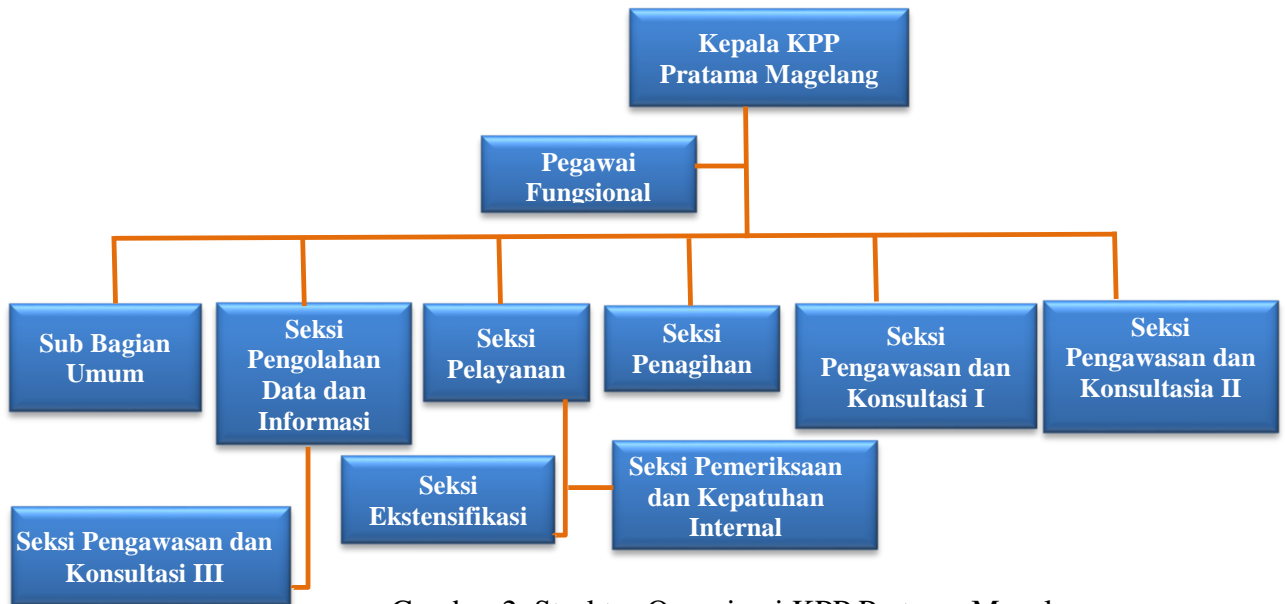 Kepala KPP
Pratama Magelang
Pegawai
Fungsional
Sub Bagian
Umum
Seksi
Pengolahan
Data dan
Informasi
Seksi
Pelayanan
Seksi
Penagihan
Seksi
Pengawasan dan
Konsultasi I
Seksi
Pengawasan dan
Konsultasia II
Seksi
Ekstensifikasi
Seksi Pemeriksaan
dan Kepatuhan
Internal
Seksi Pengawasan dan
Konsultasi III